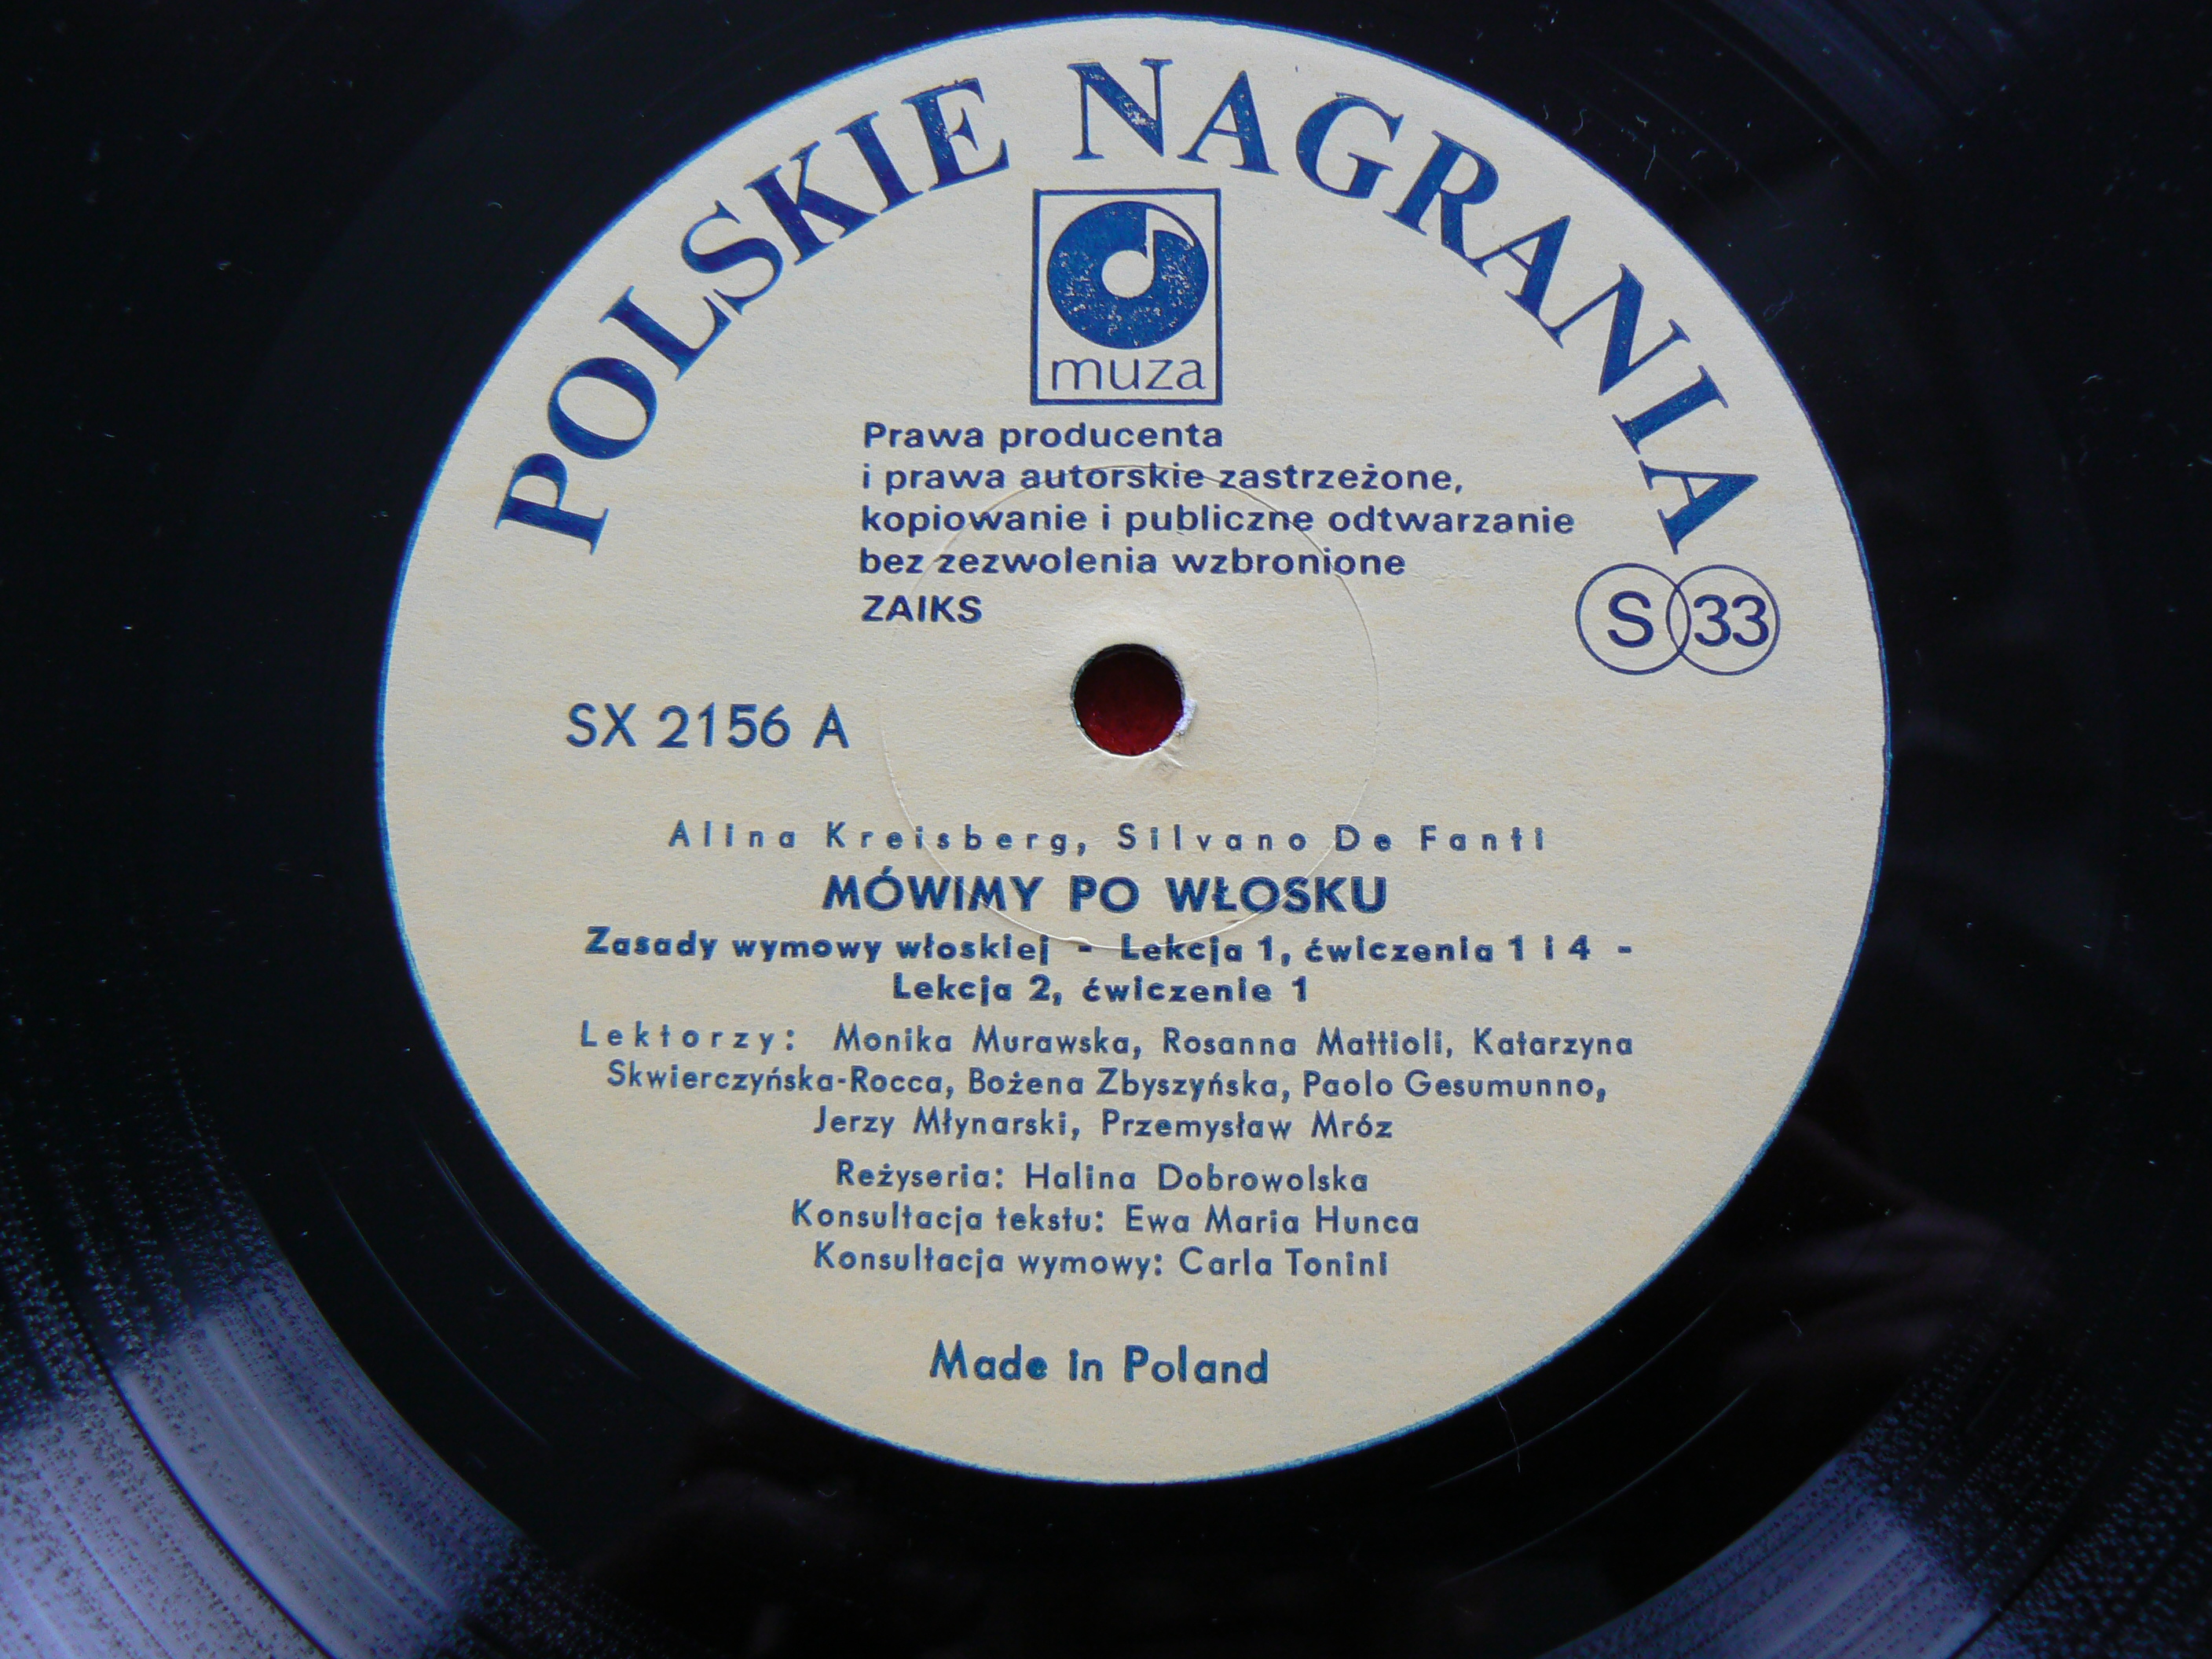 POLSKIE NAGRANIA
muza
Prawa producenta
i prawa autorskie zastrzeżone,
kopiowanie i publiczne odtwarzanie
bez zezwolenia wzbronione
ZAIKS
S 33
SX 2156 A
Alina Kreisberg, Silvano De Fanti
MÓWIMY PO WŁOSKU
Zasady wymowy włoskiej - Lekcja 1, ćwiczenia 1 i 4 -
Lekcja 2, ćwiczenie 1
Lektorzy: Monika Murawska, Rosanna Mattioli, Katarzyna
Skwierczyńska-Rocca, Bożena Zbyszyńska, Paolo Gesumunno,
Jerzy Młynarski, Przemysław Mróz
Reżyseria: Halina Dobrowolska
Konsultacja tekstu: Ewa Maria Hunca
Konsultacja wymowy: Carla Tonini
Made in Poland